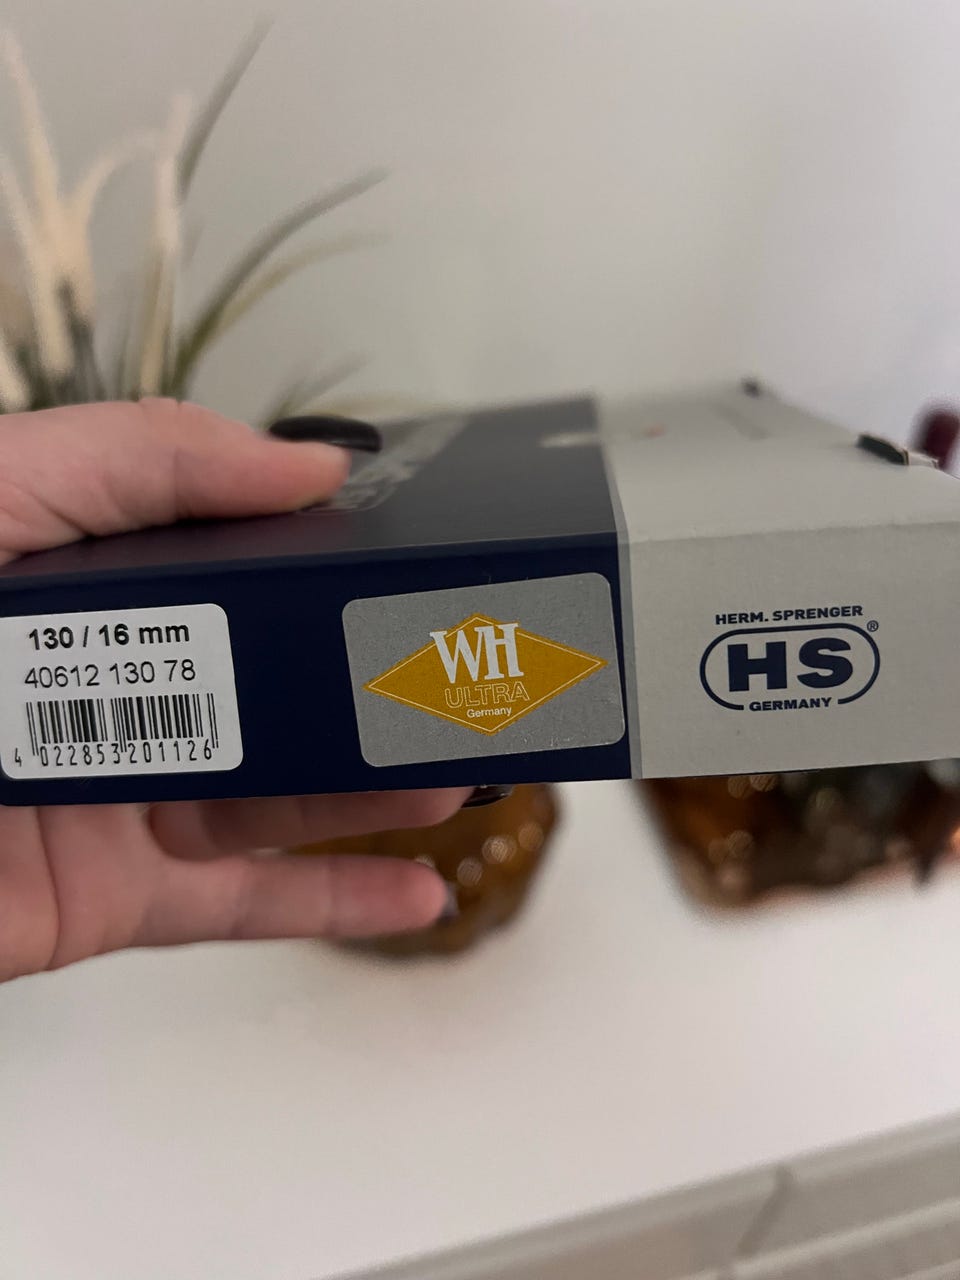 130 / 16 mm
40612 130 78
4 022853 201126
WH
ULTRA
Germany
HERM. SPRENGER
HS®
GERMANY